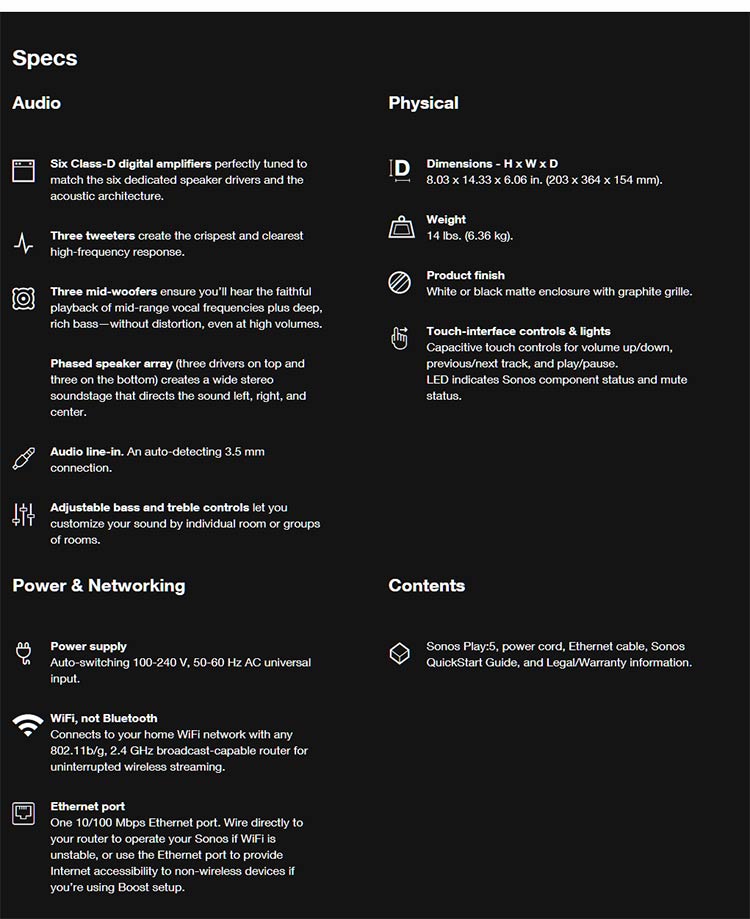 Specs
Audio
Six Class-D digital amplifiers perfectly tuned to
match the six dedicated speaker drivers and the
acoustic architecture.
Three tweeters create the crispest and clearest
high-frequency response.
Three mid-woofers ensure you'll hear the faithful
playback of mid-range vocal frequencies plus deep,
rich bass—without distortion, even at high volumes.
Phased speaker array (three drivers on top and
three on the bottom) creates a wide stereo
soundstage that directs the sound left, right, and
center.
Audio line-in. An auto-detecting 3.5 mm
connection.
Adjustable bass and treble controls let you
customize your sound by individual room or groups
of rooms.
Physical
D
Dimensions - H x W x D
8.03 x 14.33 x 6.06 in. (203 x 364 x 154 mm).
Weight
14 lbs. (6.36 kg).
Product finish
White or black matte enclosure with graphite grille.
Touch-interface controls & lights
Capacitive touch controls for volume up/down,
previous/next track, and play/pause.
LED indicates Sonos component status and mute
status.
Power & Networking
Power supply
Auto-switching 100-240 V, 50-60 Hz AC universal
input.
WiFi, not Bluetooth
Connects to your home WiFi network with any
802.11b/g, 2.4 GHz broadcast-capable router for
uninterrupted wireless streaming.
Ethernet port
One 10/100 Mbps Ethernet port. Wire directly to
your router to operate your Sonos if WiFi is
unstable, or use the Ethernet port to provide
Internet accessibility to non-wireless devices if
you're using Boost setup.
Contents
Sonos Play:5, power cord, Ethernet cable, Sonos
QuickStart Guide, and Legal/Warranty information.